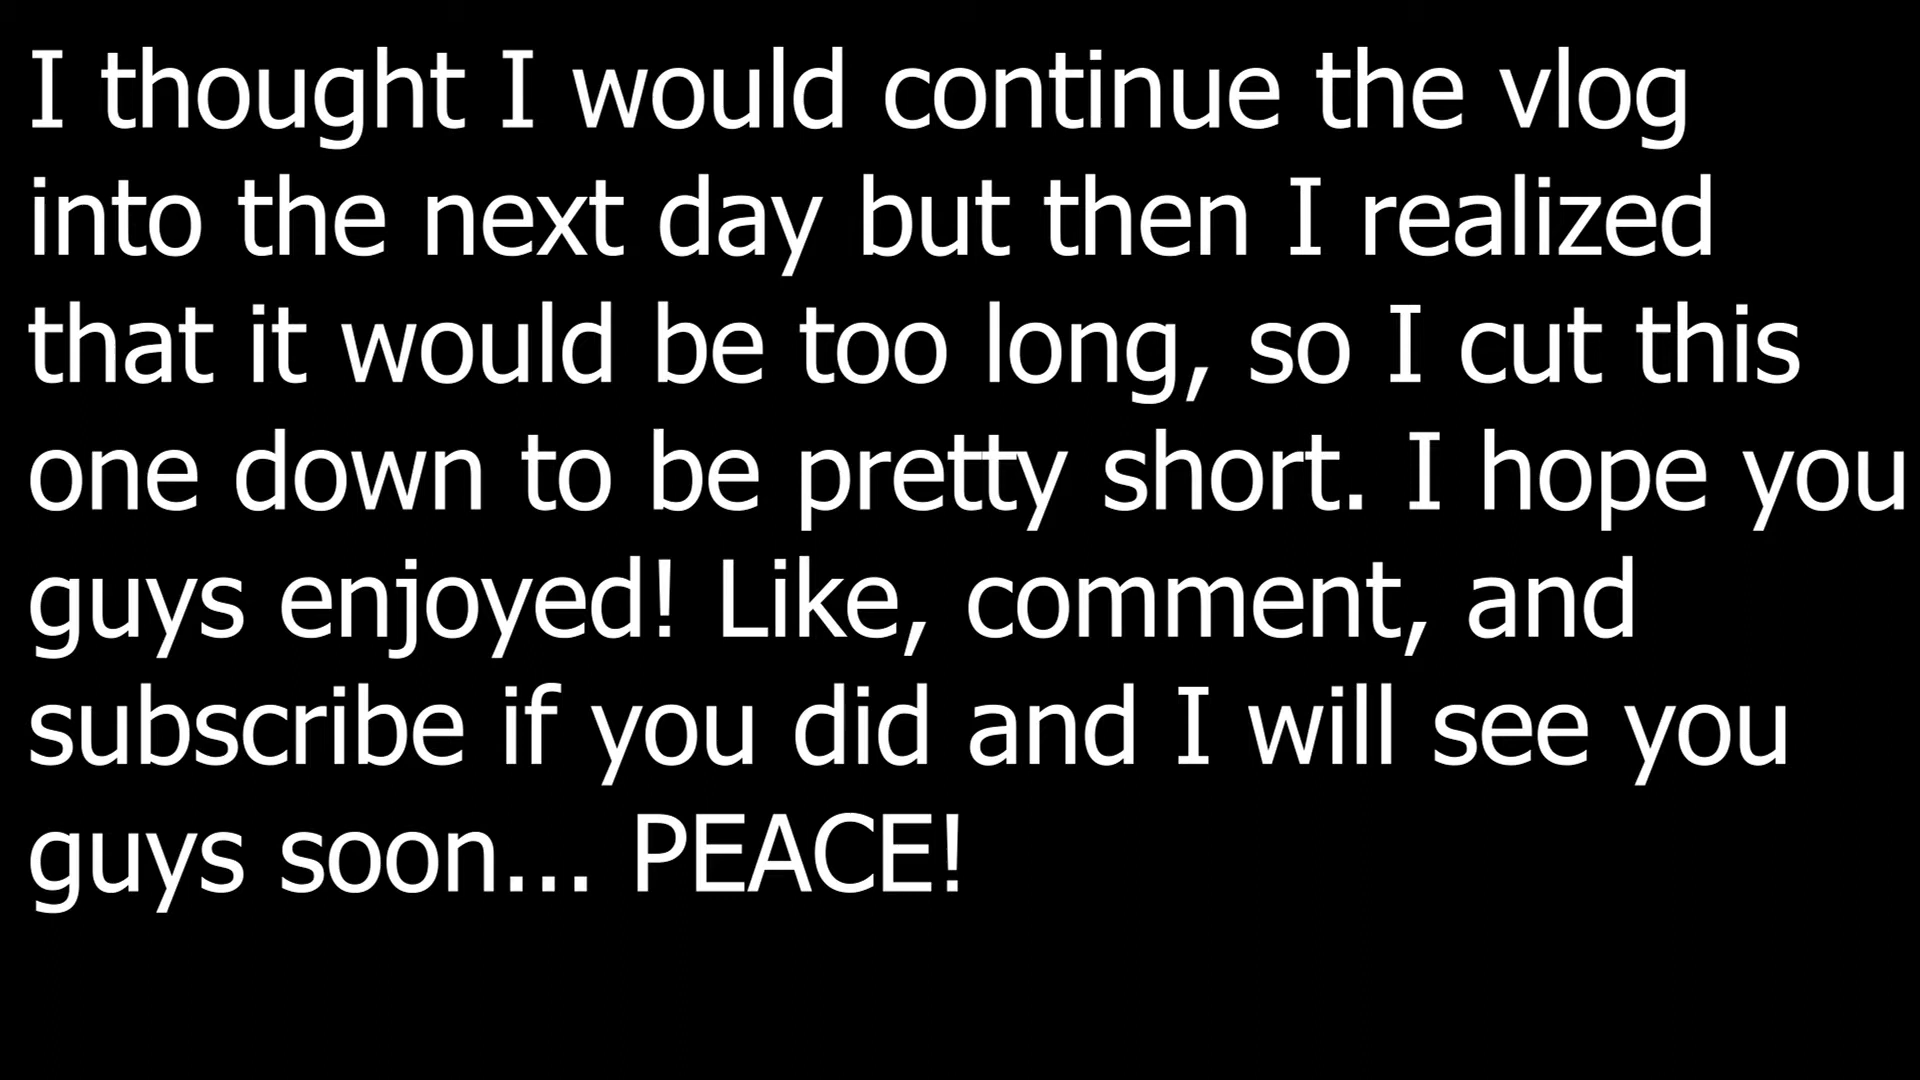 I thought I would continue the vlog
into the next day but then I realized
that it would be too long, so I cut this
one down to be pretty short. I hope you
guys enjoyed! Like, comment, and
subscribe if you did and I will see you
guys soon... PEACE!